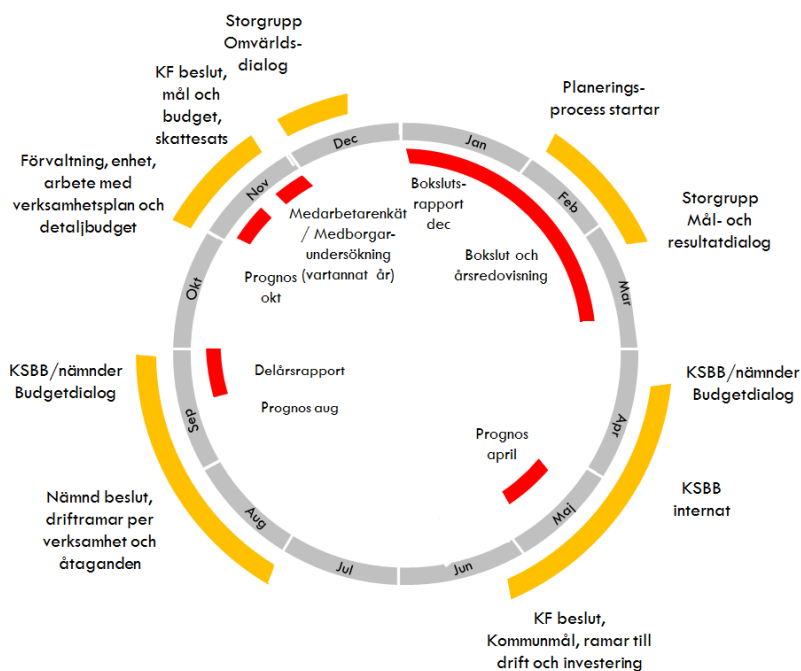 Storgrupp
Omvärlds-
dialog
KF beslut,
mål och
budget,
skattesats
Förvaltning, enhet,
arbete med
verksamhetsplan och
detaljbudget
Planerings-
process startar
Storgrupp
Mål- och
resultatdialog
Dec
Jan
Nov
Feb
Okt
Mar
Sep
Apr
Aug
Maj
Jul
Jun
Boksluts-
rapport
dec
Bokslut och
årsredovisning
Medarbetarenkät
/ Medborgar-
undersökning
(vartannat år)
Prognos
okt
Delårsrapport
Prognos aug
Prognos
april
KSBB/nämnder
Budgetdialog
KSBB/nämnder
Budgetdialog
KSBB
internat
Nämnd beslut,
driftramar per
verksamhet och
åtaganden
KF beslut,
Kommunmål, ramar till
drift och investering